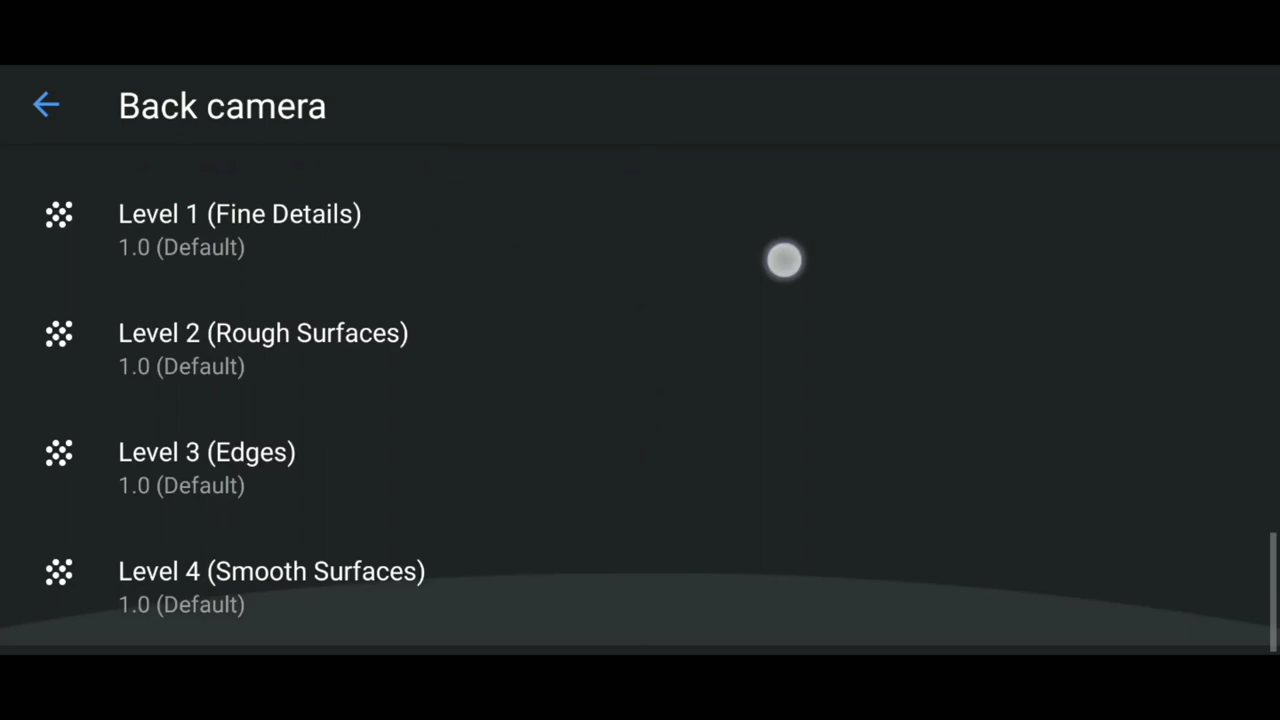 Back camera
Level 1 (Fine Details)
1.0 (Default)
Level 2 (Rough Surfaces)
1.0 (Default)
Level 3 (Edges)
1.0 (Default)
Level 4 (Smooth Surfaces)
1.0 (Default)